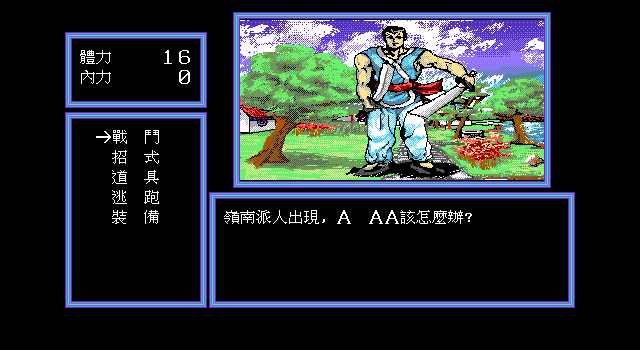 體力 16
內力 0
→戰 鬥
招 式
道 具
逃 跑
裝 備
嶺南派人出現, A AA該怎麼辦?